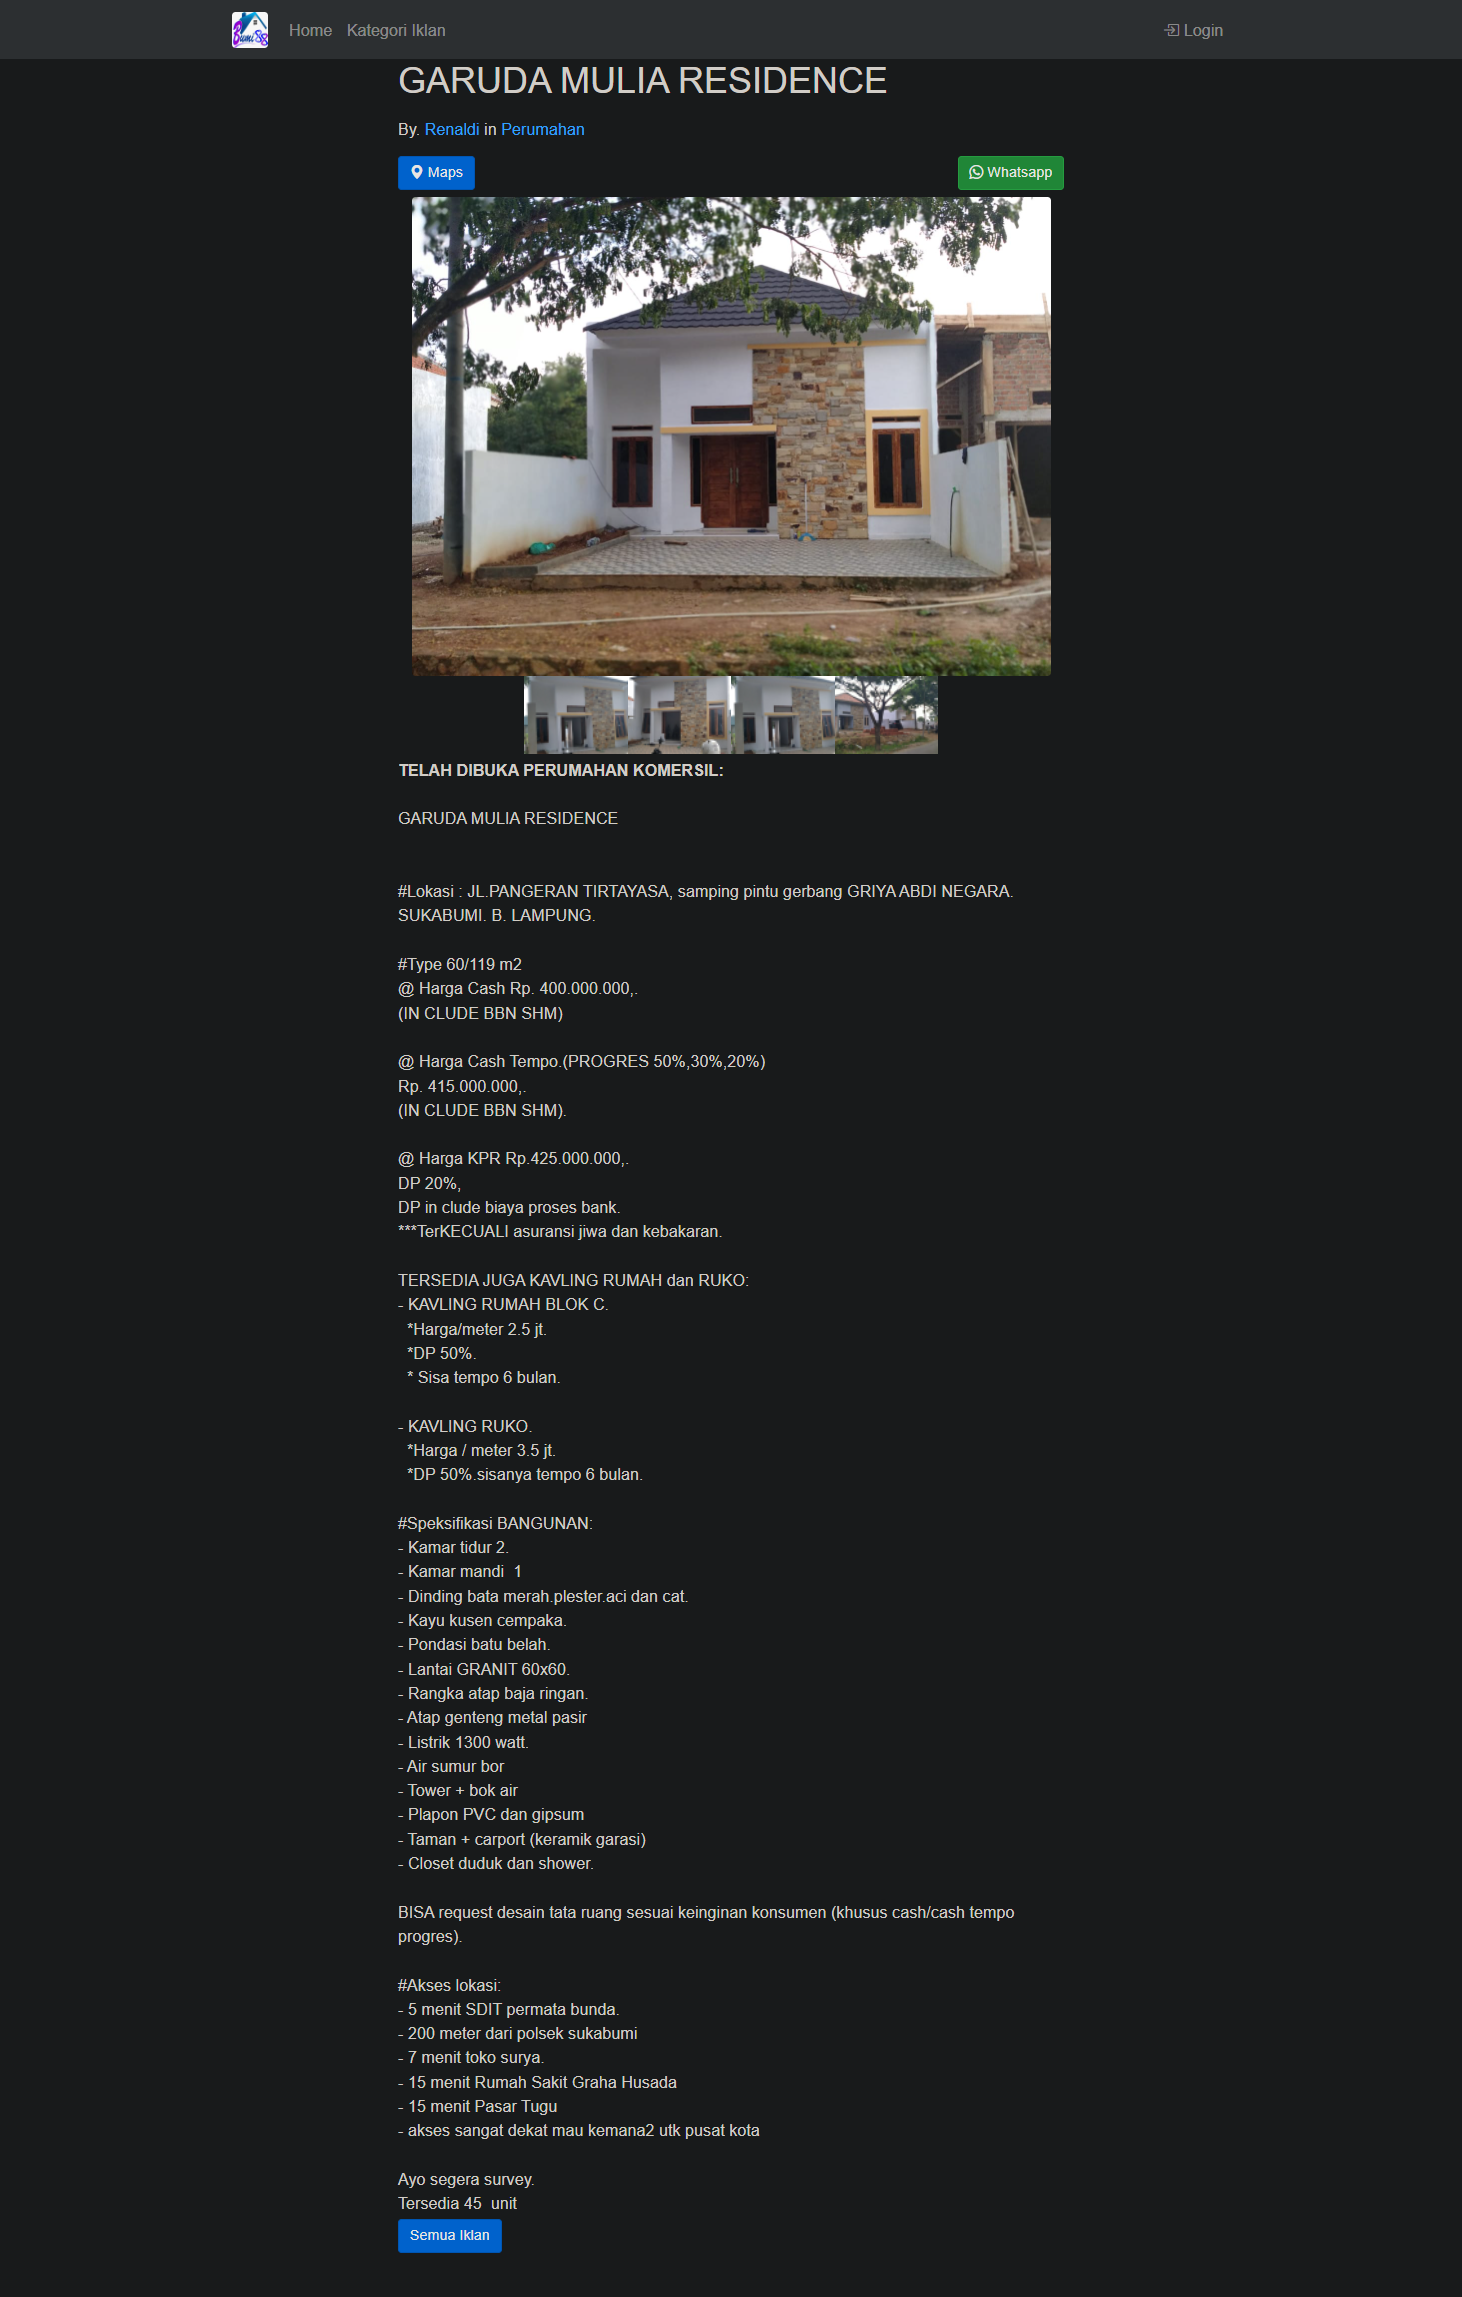 Bumi88
Home Kategori Iklan Login
GARUDA MULIA RESIDENCE
By. Renaldi in Perumahan
Maps Whatsapp
TELAH DIBUKA PERUMAHAN KOMERSIL:
GARUDA MULIA RESIDENCE
#Lokasi : JL.PANGERAN TIRTAYASA, samping pintu gerbang GRIYA ABDI NEGARA.
SUKABUMI. B. LAMPUNG.
#Type 60/119 m2
@ Harga Cash Rp. 400.000.000,.
(IN CLUDE BBN SHM)
@ Harga Cash Tempo.(PROGRES 50%,30%,20%)
Rp. 415.000.000,.
(IN CLUDE BBN SHM).
@ Harga KPR Rp.425.000.000,.
DP 20%,
DP in clude biaya proses bank.
***TerKECUALI asuransi jiwa dan kebakaran.
TERSEDIA JUGA KAVLING RUMAH dan RUKO:
- KAVLING RUMAH BLOK C.
*Harga/meter 2.5 jt.
*DP 50%.
* Sisa tempo 6 bulan.
- KAVLING RUKO.
*Harga / meter 3.5 jt.
*DP 50%.sisanya tempo 6 bulan.
#Speksifikasi BANGUNAN:
- Kamar tidur 2.
- Kamar mandi  1
- Dinding bata merah.plester.aci dan cat.
- Kayu kusen cempaka.
- Pondasi batu belah.
- Lantai GRANIT 60x60.
- Rangka atap baja ringan.
- Atap genteng metal pasir
- Listrik 1300 watt.
- Air sumur bor
- Tower + bok air
- Plapon PVC dan gipsum
- Taman + carport (keramik garasi)
- Closet duduk dan shower.
BISA request desain tata ruang sesuai keinginan konsumen (khusus cash/cash tempo
progres).
#Akses lokasi:
- 5 menit SDIT permata bunda.
- 200 meter dari polsek sukabumi
- 7 menit toko surya.
- 15 menit Rumah Sakit Graha Husada
- 15 menit Pasar Tugu
- akses sangat dekat mau kemana2 utk pusat kota
Ayo segera survey.
Tersedia 45  unit
Semua Iklan